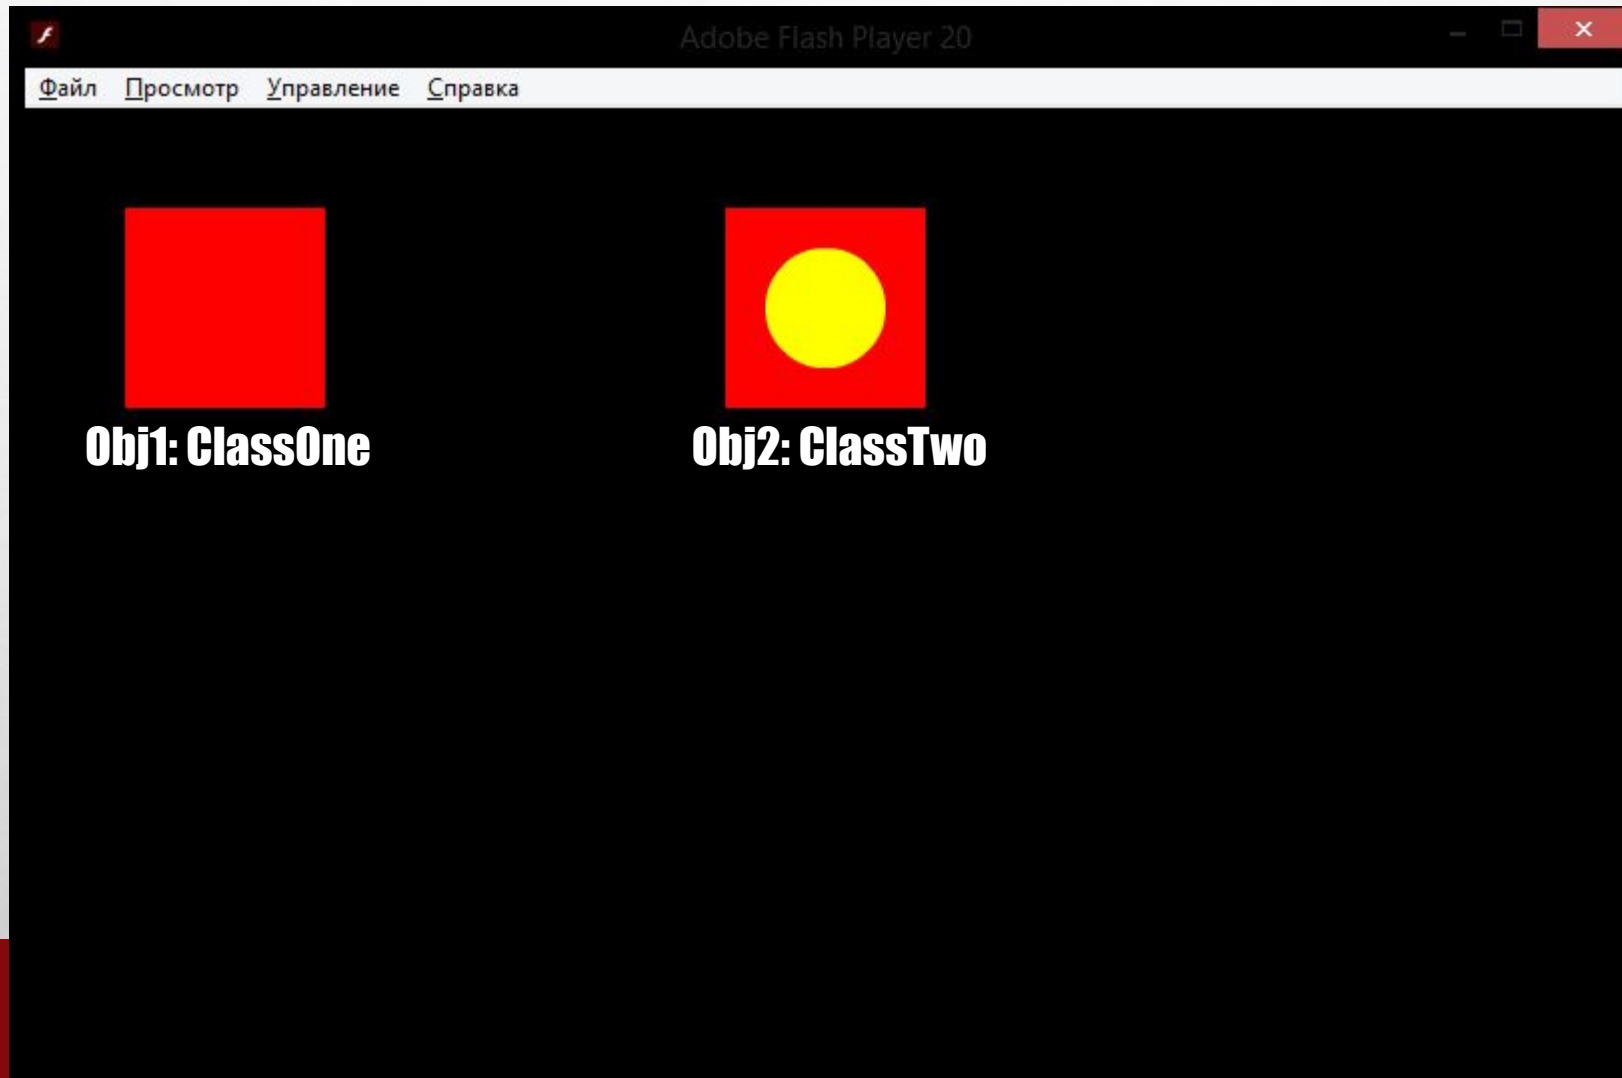 Adobe Flash Player 20
Файл Просмотр Управление Справка
Obj1: ClassOne
Obj2: ClassTwo